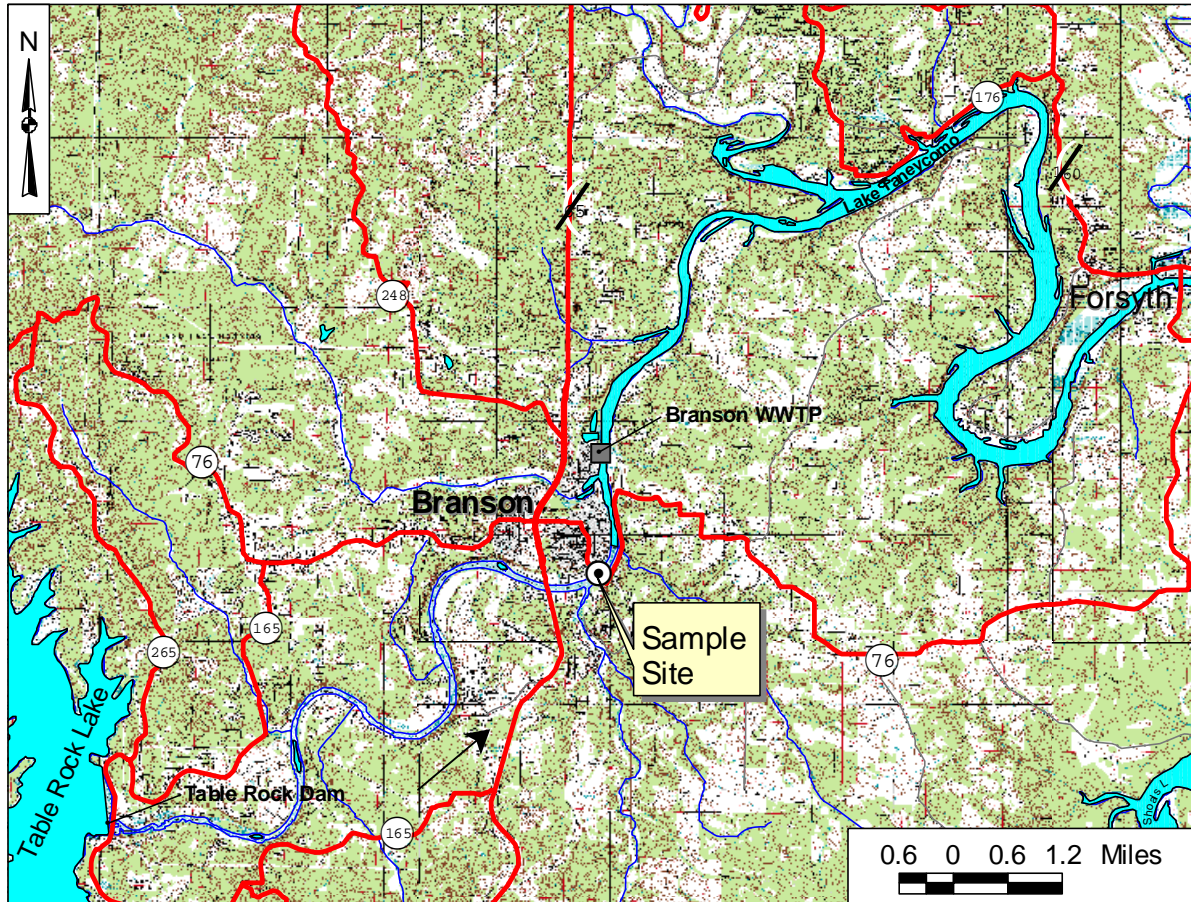 N
176
Lake Taneycomo
248
Forsyth
Branson WWTP
76
Branson
Sample
Site
165
265
76
Table Rock Lake
Table Rock Dam
165
Shoals
0.6 0 0.6 1.2 Miles